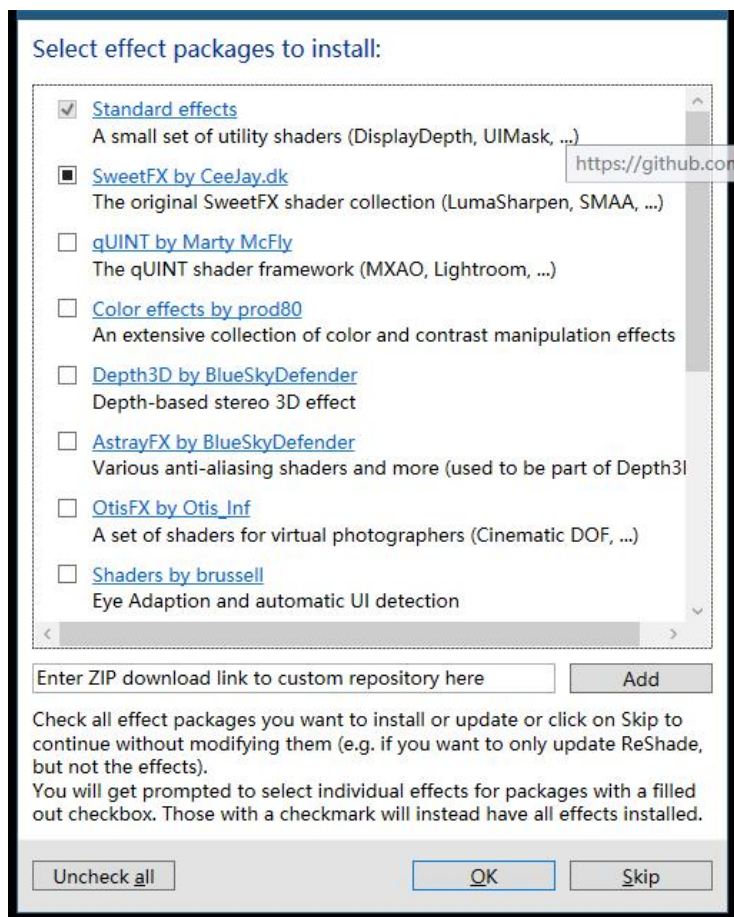 Select effect packages to install:
Standard effects
A small set of utility shaders (DisplayDepth, UIMask, ...)
https://github.com
SweetFX by CeeJay.dk
The original SweetFX shader collection (LumaSharpen, SMAA, ...)
qUINT by Marty McFly
The qUINT shader framework (MXAO, Lightroom, ...)
Color effects by prod80
An extensive collection of color and contrast manipulation effects
Depth3D by BlueSkyDefender
Depth-based stereo 3D effect
AstrayFX by BlueSkyDefender
Various anti-aliasing shaders and more (used to be part of Depth3
OtisFX by Otis_Inf
A set of shaders for virtual photographers (Cinematic DOF, ...)
Shaders by brussell
Eye Adaption and automatic UI detection
Enter ZIP download link to custom repository here
Add
Check all effect packages you want to install or update or click on Skip to
continue without modifying them (e.g. if you want to only update ReShade,
but not the effects).
You will get prompted to select individual effects for packages with a filled
out checkbox. Those with a checkmark will instead have all effects installed.
Uncheck all
OK
Skip